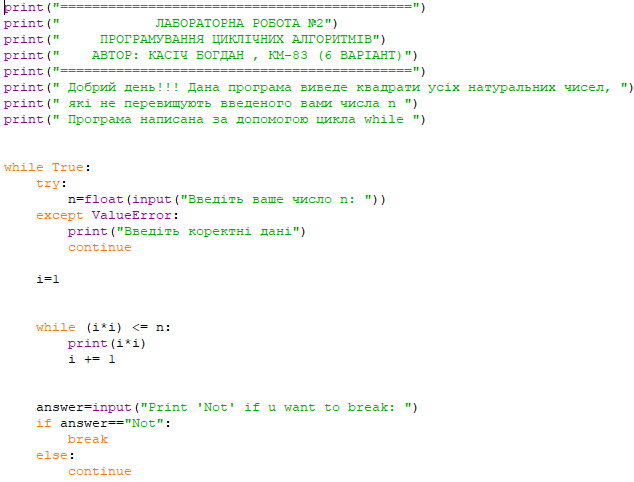 print("============================================")
print("            ЛАБОРАТОРНА РОБОТА №2")
print("     ПРОГРАМУВАННЯ ЦИКЛІЧНИХ АЛГОРИТМІВ")
print("    АВТОР: КАСІЧ БОГДАН , КМ-83 (6 ВАРІАНТ)")
print("============================================")
print(" Добрий день!!! Дана програма виведе квадрати усіх натуральних чисел, ")
print(" які не перевищують введеного вами числа n ")
print(" Програма написана за допомогою цикла while ")
while True:
    try:
        n=float(input("Введіть ваше число n: "))
    except ValueError:
        print("Введіть коректні дані")
        continue
    i=1
    while (i*i) <= n:
        print(i*i)
        i += 1
    answer=input("Print 'Not' if u want to break: ")
    if answer=="Not":
        break
    else:
        continue